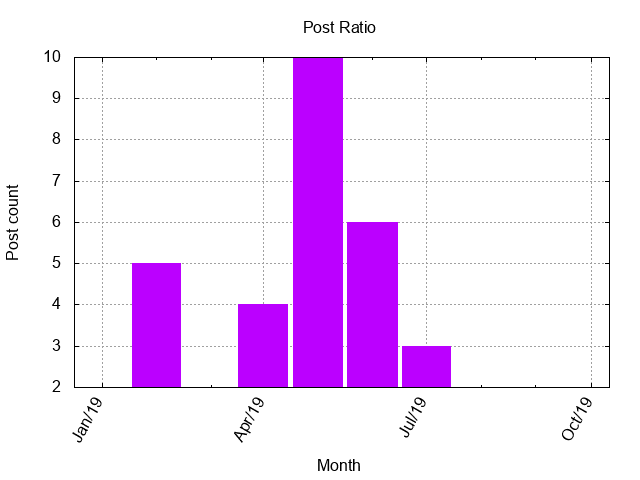 Post Ratio
10
9
8
7
6
5
4
3
2
Post count
Jan/19
Apr/19
Jul/19
Oct/19
Month